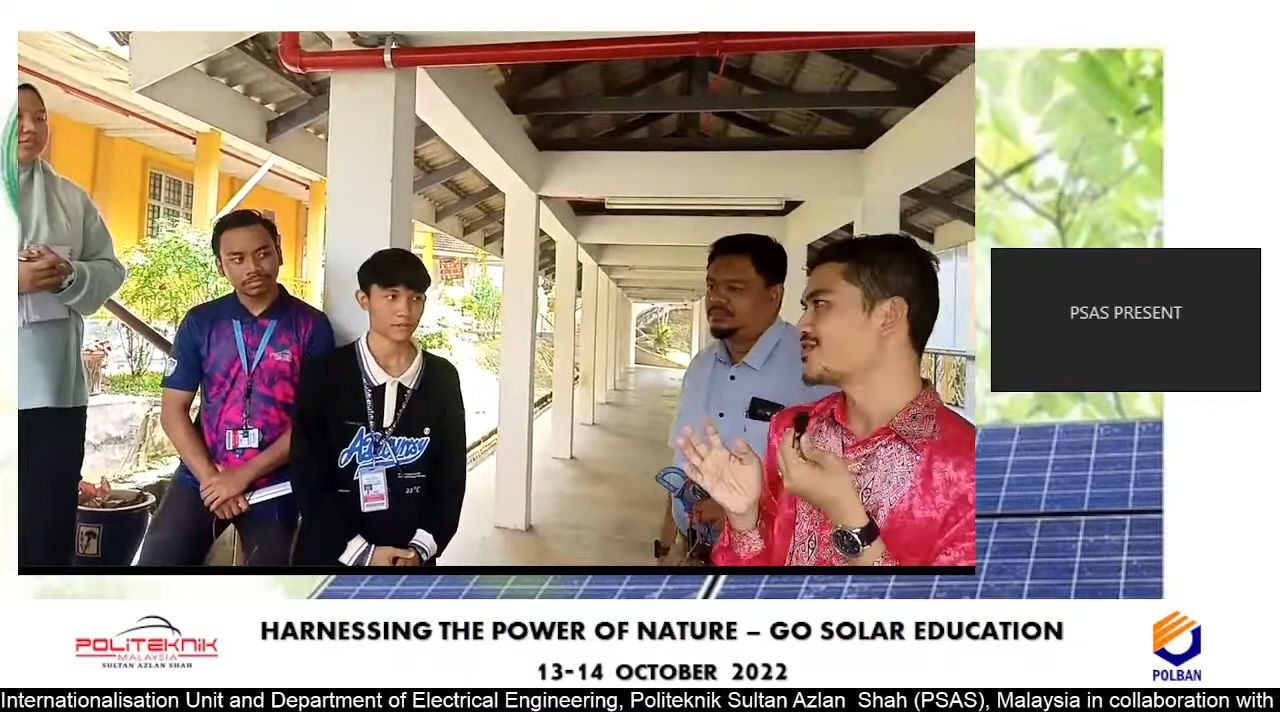 PSAS PRESENT
22°C
POLITEKNIK
MALAYSIA
SULTAN AZLAN SHAH
HARNESSING THE POWER OF NATURE – GO SOLAR EDUCATION
13-14 OCTOBER 2022
POLBAN
Internationalisation Unit and Department of Electrical Engineering, Politeknik Sultan Azlan Shah (PSAS), Malaysia in collaboration with